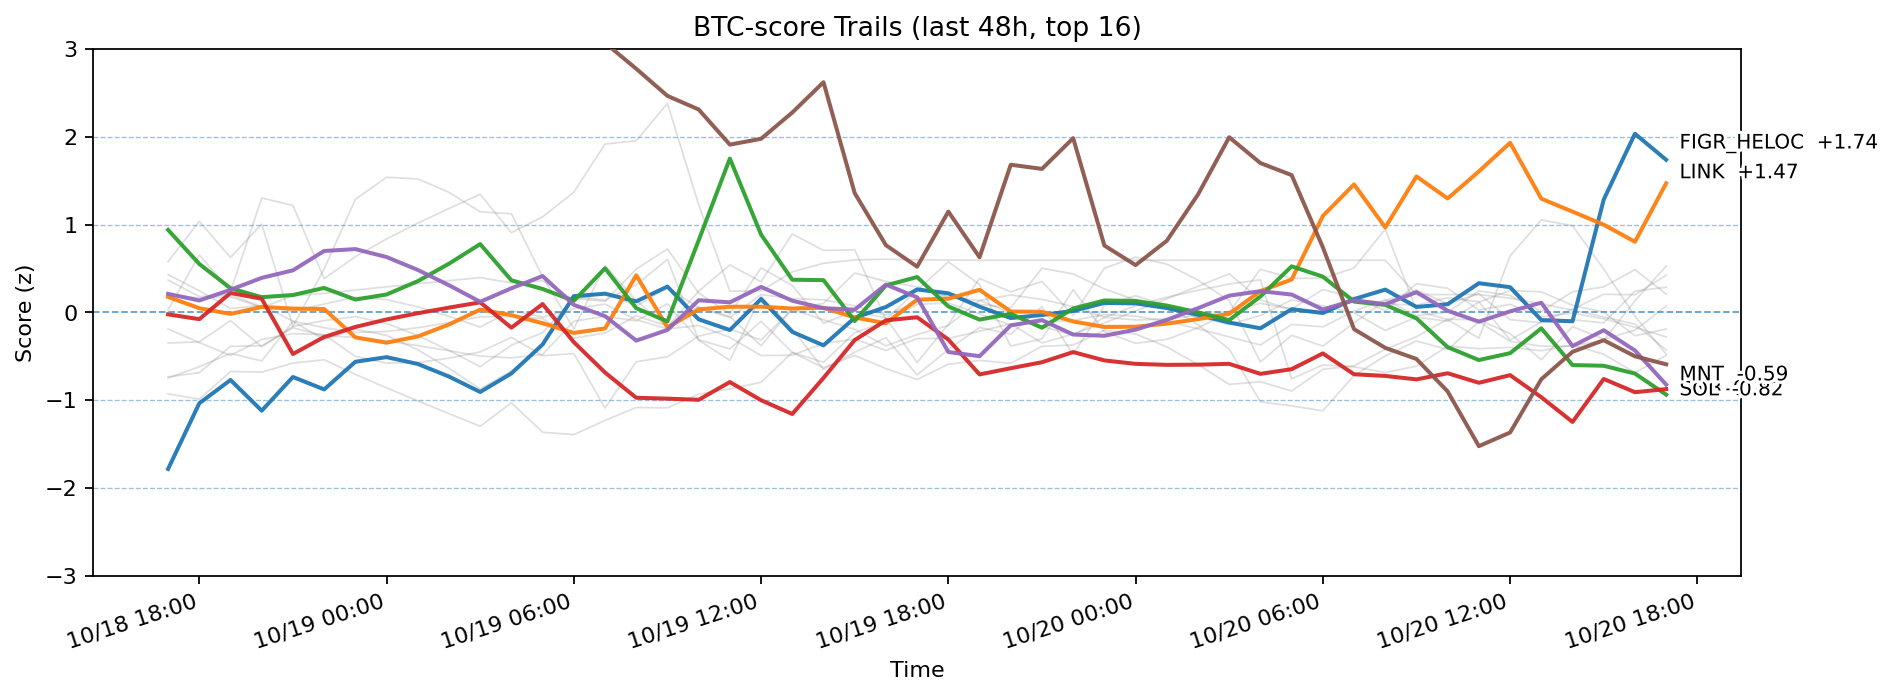 BTC-score Trails (last 48h, top 16)
Score (z)
3
2
1
0
−1
−2
−3
FIGR_HELOC +1.74
LINK +1.47
MNT -0.59
SOL -0.82
10/18 18:00
10/19 00:00
10/19 06:00
10/19 12:00
10/19 18:00
10/20 00:00
10/20 06:00
10/20 12:00
10/20 18:00
Time